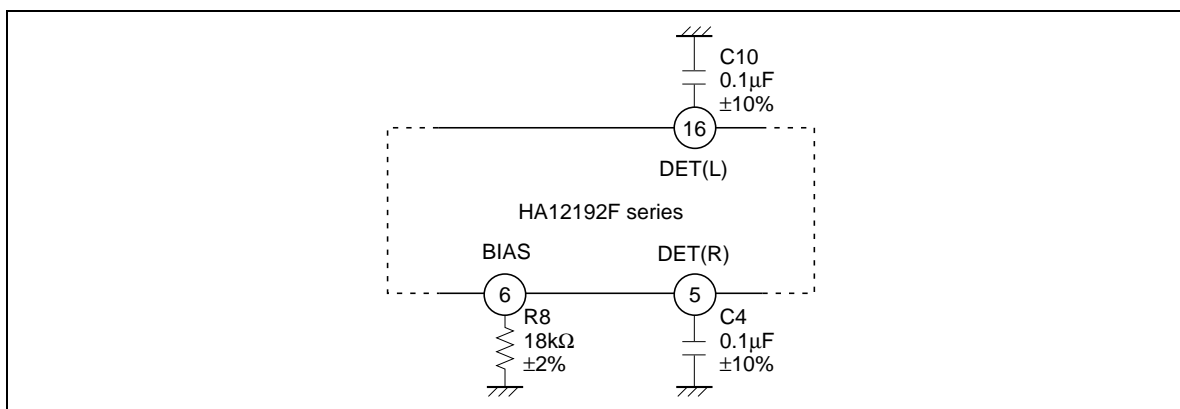 C10
0.1μF
±10%
16
DET(L)
HA12192F series
BIAS
DET(R)
6
5
R8
18kΩ
±2%
C4
0.1μF
±10%